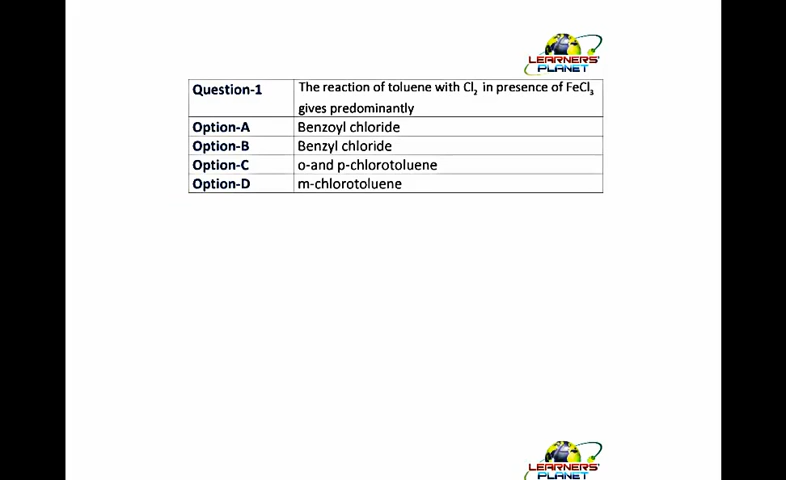 LEARNERS'
PLANET
Question-1 The reaction of toluene with Cl₂ in presence of FeCl₃
gives predominantly
Option-A Benzoyl chloride
Option-B Benzyl chloride
Option-C o-and p-chlorotoluene
Option-D m-chlorotoluene
LEARNERS'
PLANET